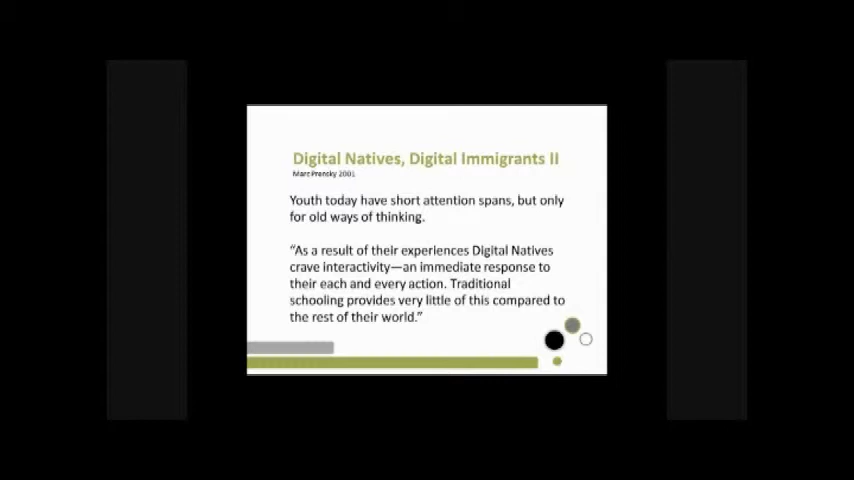 Digital Natives, Digital Immigrants II
Marc Prensky 2001
Youth today have short attention spans, but only
for old ways of thinking.
“As a result of their experiences Digital Natives
crave interactivity—an immediate response to
their each and every action. Traditional
schooling provides very little of this compared to
the rest of their world.”